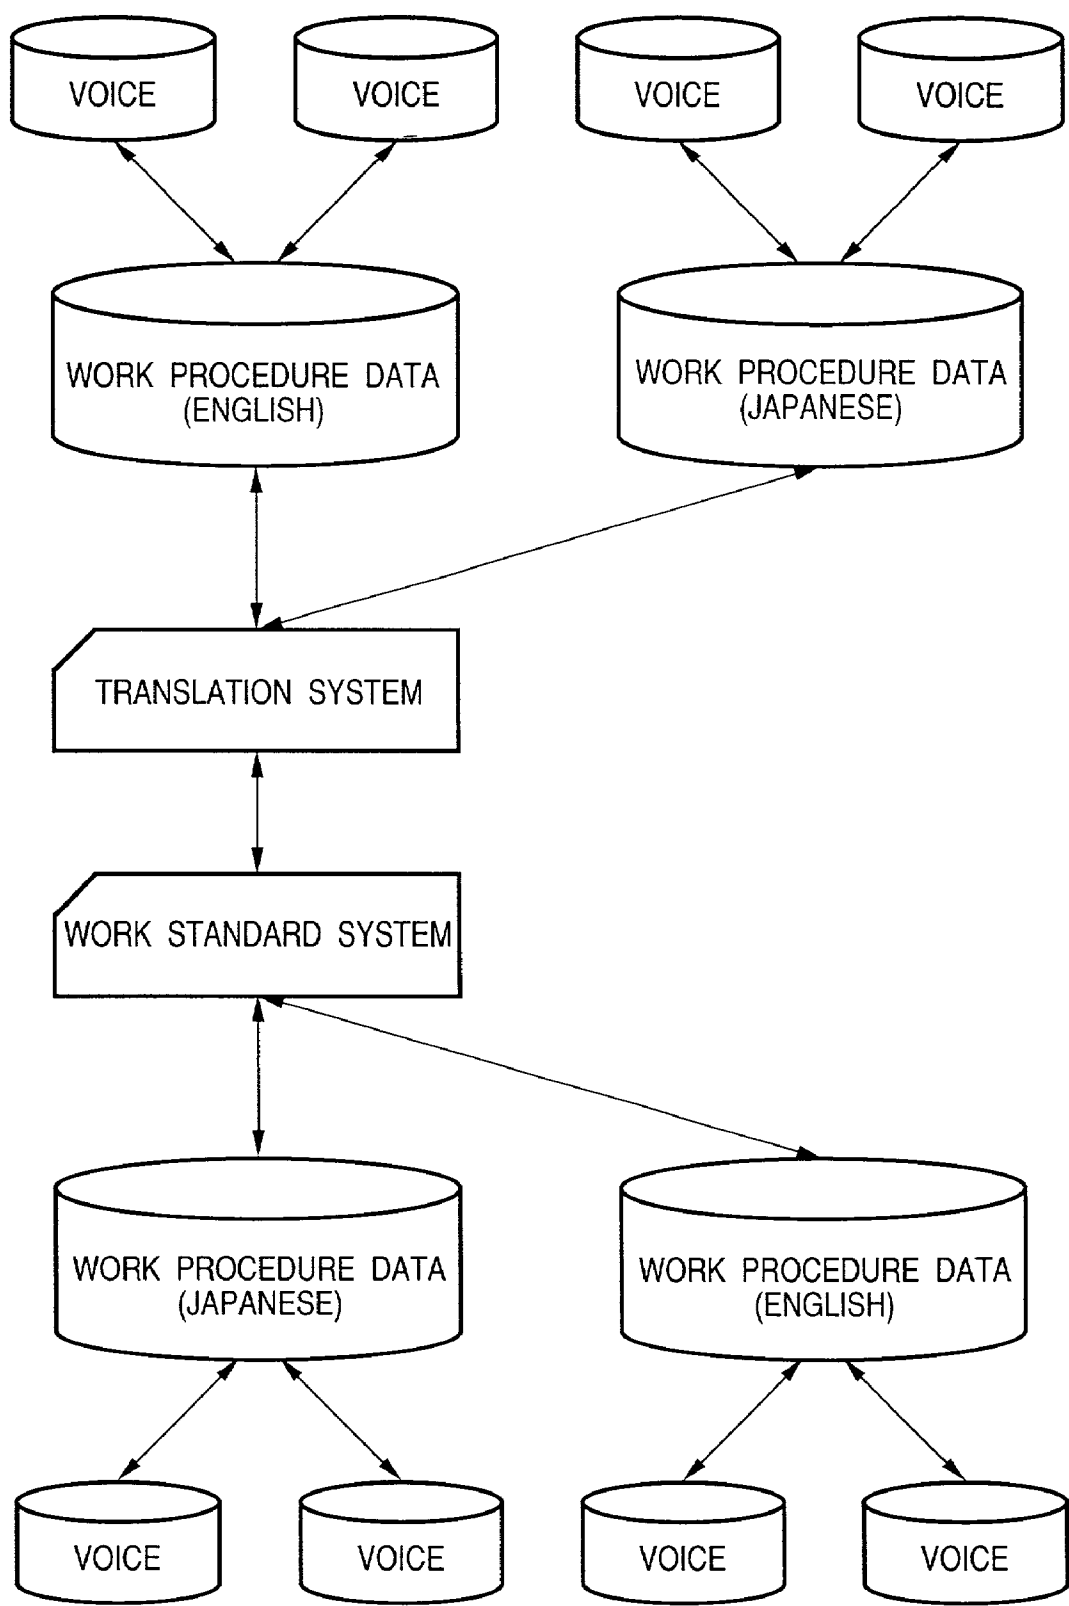 VOICE
VOICE
VOICE
VOICE
WORK PROCEDURE DATA
(ENGLISH)
WORK PROCEDURE DATA
(JAPANESE)
TRANSLATION SYSTEM
WORK STANDARD SYSTEM
WORK PROCEDURE DATA
(JAPANESE)
WORK PROCEDURE DATA
(ENGLISH)
VOICE
VOICE
VOICE
VOICE